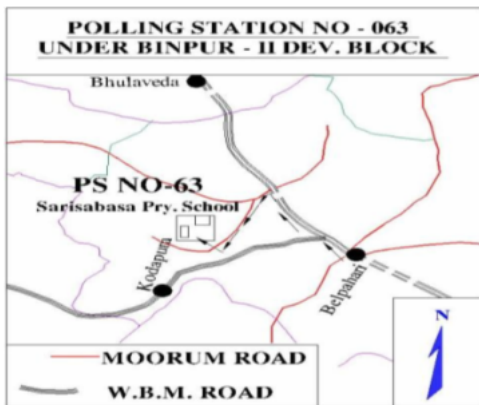 POLLING STATION NO - 063
UNDER BINPUR - II DEV. BLOCK
Bhulaveda
PS NO-63
Sarisabasa Pry. School
Kodapura
Belpahari
N
MOORUM ROAD
W.B.M. ROAD